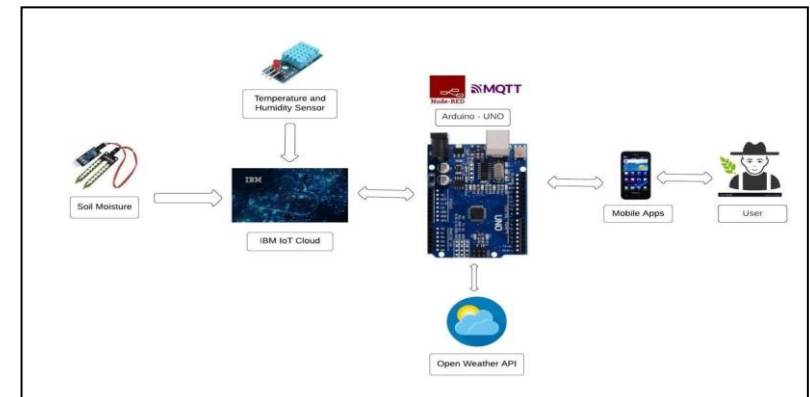 Temperature and
Humidity Sensor
Node-RED
MQTT
Arduino - UNO
Soil Moisture
IBM
IBM IoT Cloud
UNO
Mobile Apps
User
Open Weather API